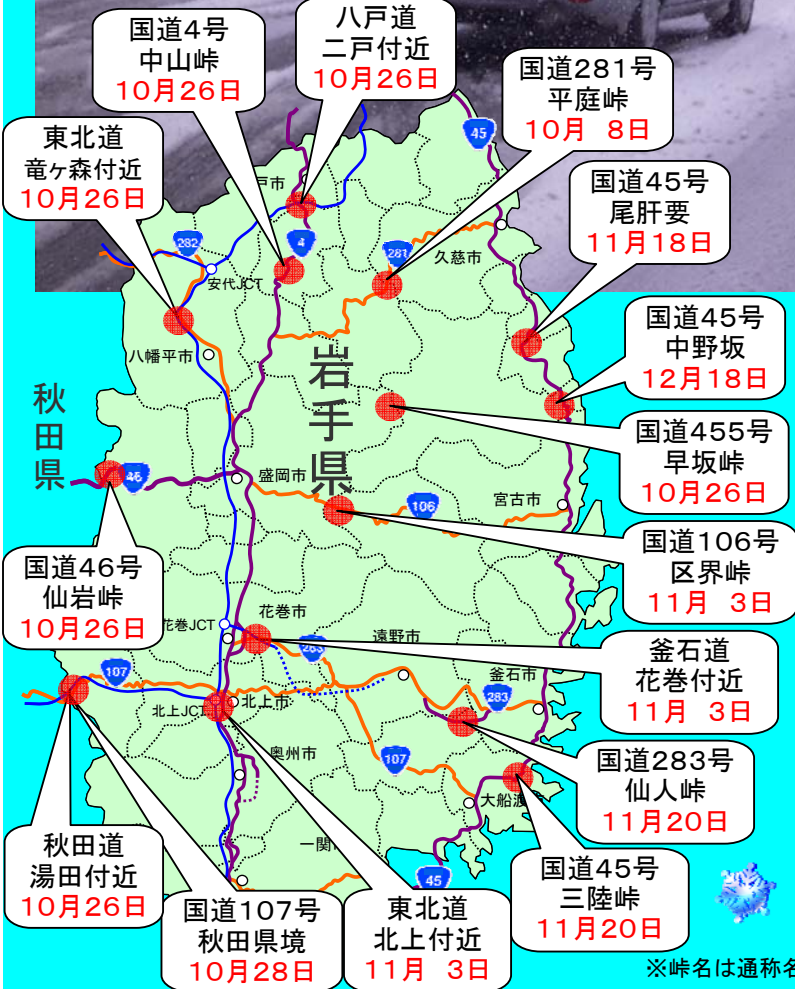 国道4号
中山峠
10月26日
八戸道
二戸付近
10月26日
国道281号
平庭峠
10月 8日
東北道
竜ヶ森付近
10月26日
国道45号
尾肝要
11月18日
国道45号
中野坂
12月18日
国道455号
早坂峠
10月26日
国道106号
区界峠
11月 3日
釜石道
花巻付近
11月 3日
国道283号
仙人峠
11月20日
国道45号
三陸峠
11月20日
東北道
北上付近
11月 3日
国道107号
秋田県境
10月28日
秋田道
湯田付近
10月26日
国道46号
仙岩峠
10月26日
秋田県
岩手県
戸市
45
282
4
281
久慈市
安代JCT
八幡平市
46
盛岡市
106
宮古市
花巻JCT
花巻市
283
遠野市
釜石市
107
283
北上JCT
北上市
奥州市
107
大船渡市
一関
45
※峠名は通称名